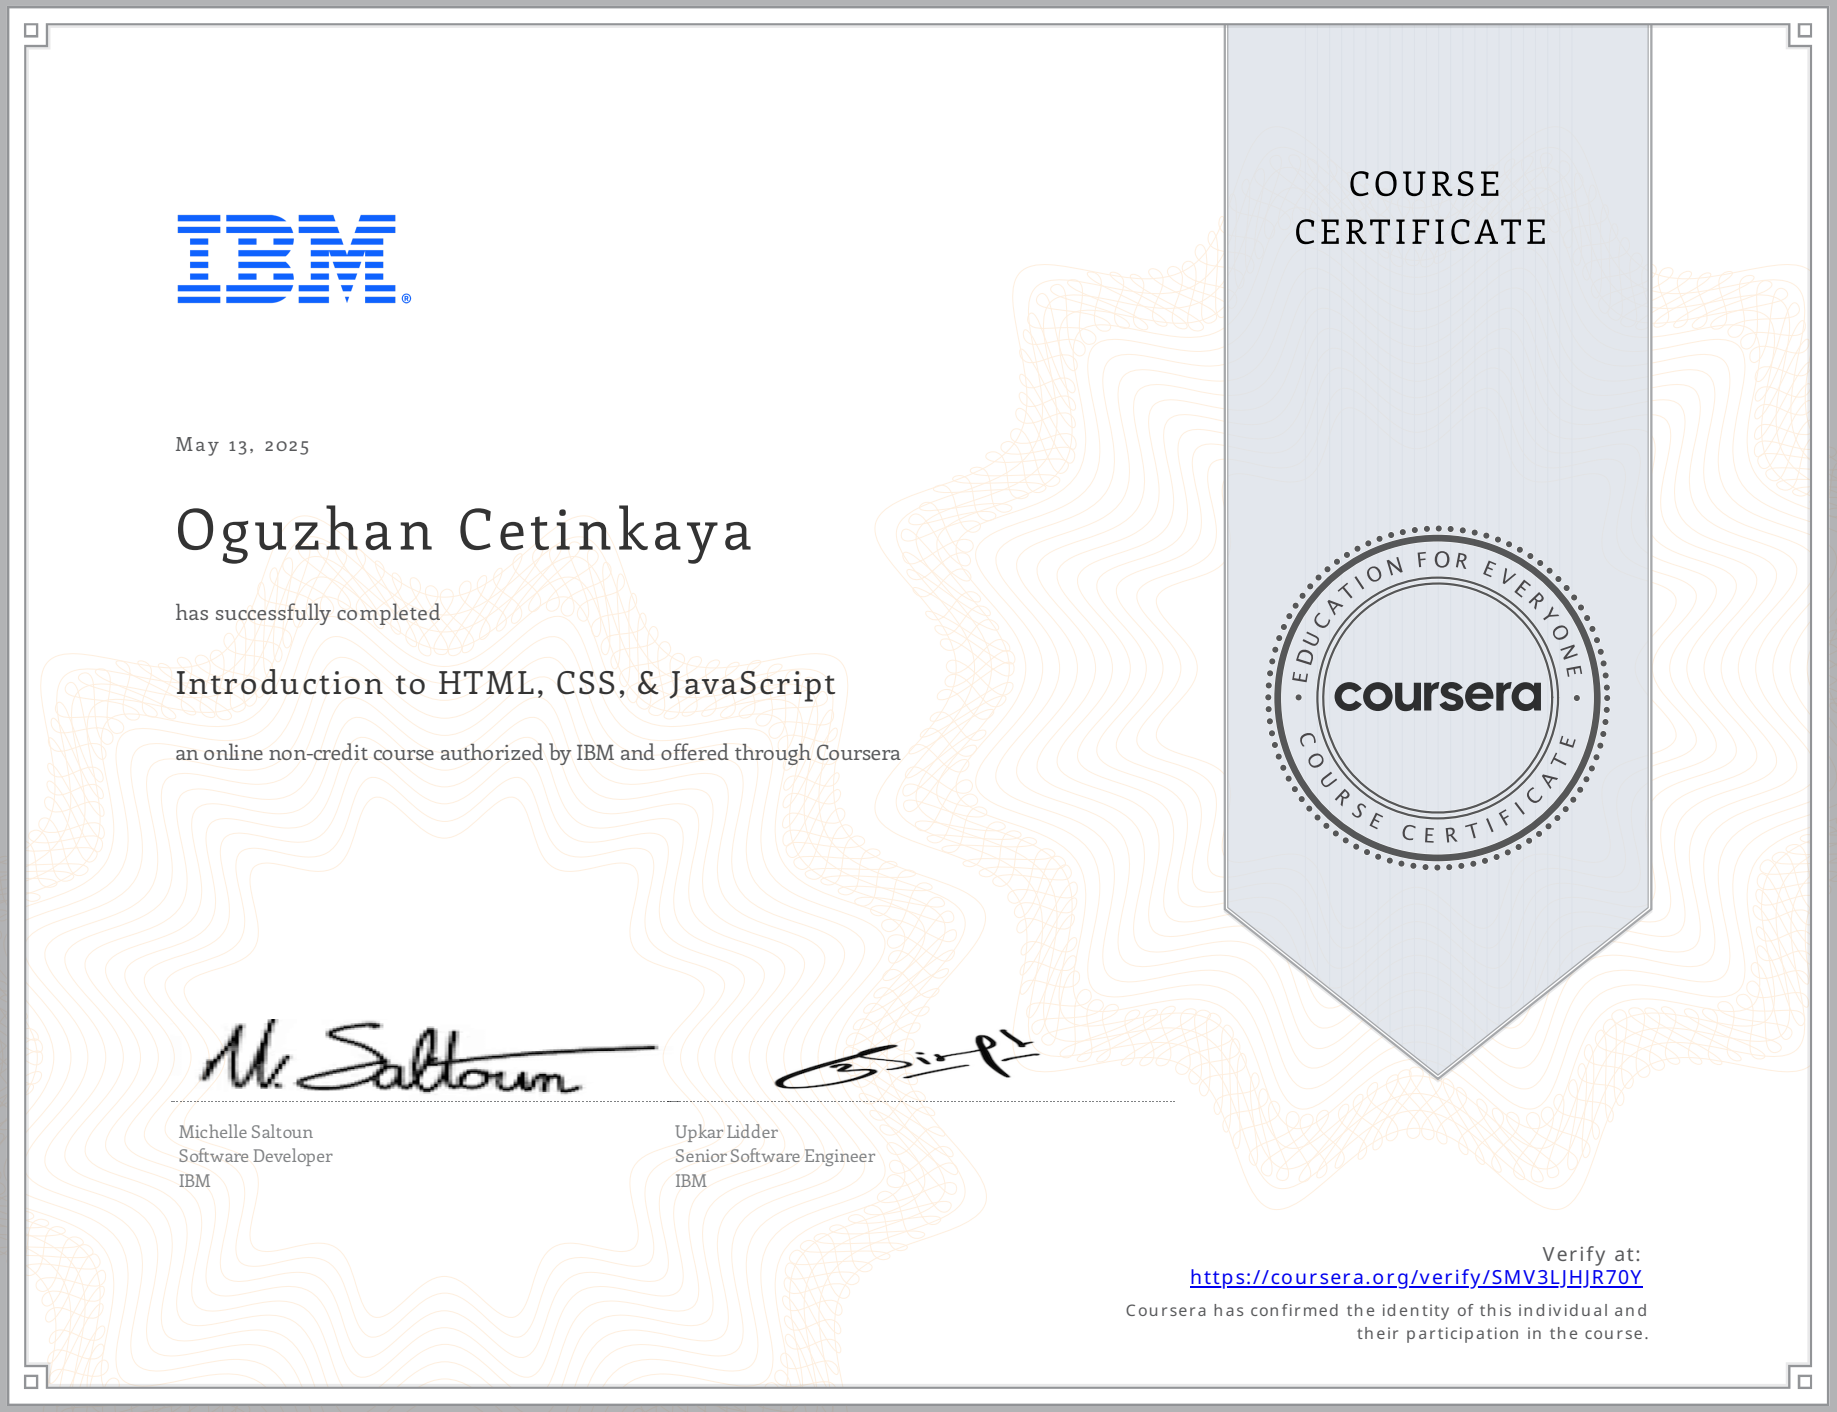 IBM®
COURSE
CERTIFICATE
May 13, 2025
Oguzhan Cetinkaya
has successfully completed
Introduction to HTML, CSS, & JavaScript
an online non-credit course authorized by IBM and offered through Coursera
EDUCATION FOR EVERYONE
coursera
COURSE CERTIFICATE
M. Saltoun
Michelle Saltoun
Software Developer
IBM
Upkar Lidder
Senior Software Engineer
IBM
Verify at:
https://coursera.org/verify/SMV3LJHJR70Y
Coursera has confirmed the identity of this individual and
their participation in the course.